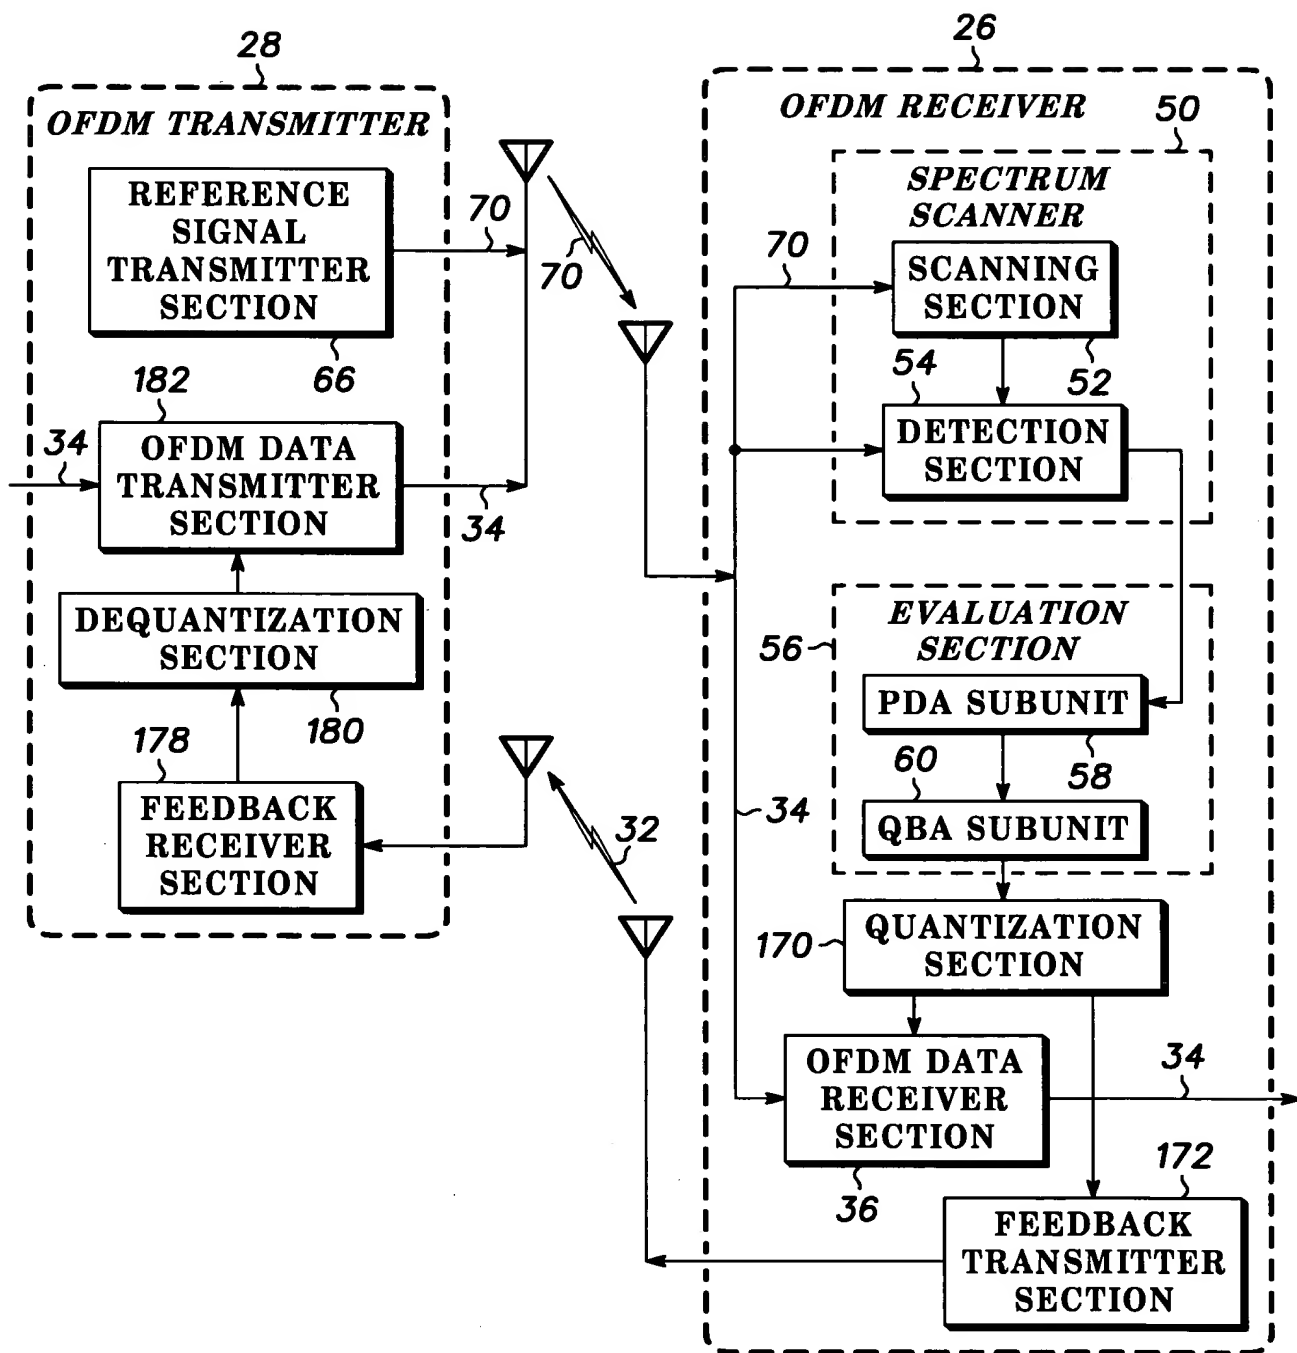 28
OFDM TRANSMITTER
REFERENCE
SIGNAL
TRANSMITTER
SECTION
66
70
70
182
34
OFDM DATA
TRANSMITTER
SECTION
34
DEQUANTIZATION
SECTION
180
178
FEEDBACK
RECEIVER
SECTION
32
26
OFDM RECEIVER
50
SPECTRUM
SCANNER
70
SCANNING
SECTION
52
54
DETECTION
SECTION
56
EVALUATION
SECTION
PDA SUBUNIT
58
60
QBA SUBUNIT
34
170
QUANTIZATION
SECTION
OFDM DATA
RECEIVER
SECTION
36
34
172
FEEDBACK
TRANSMITTER
SECTION